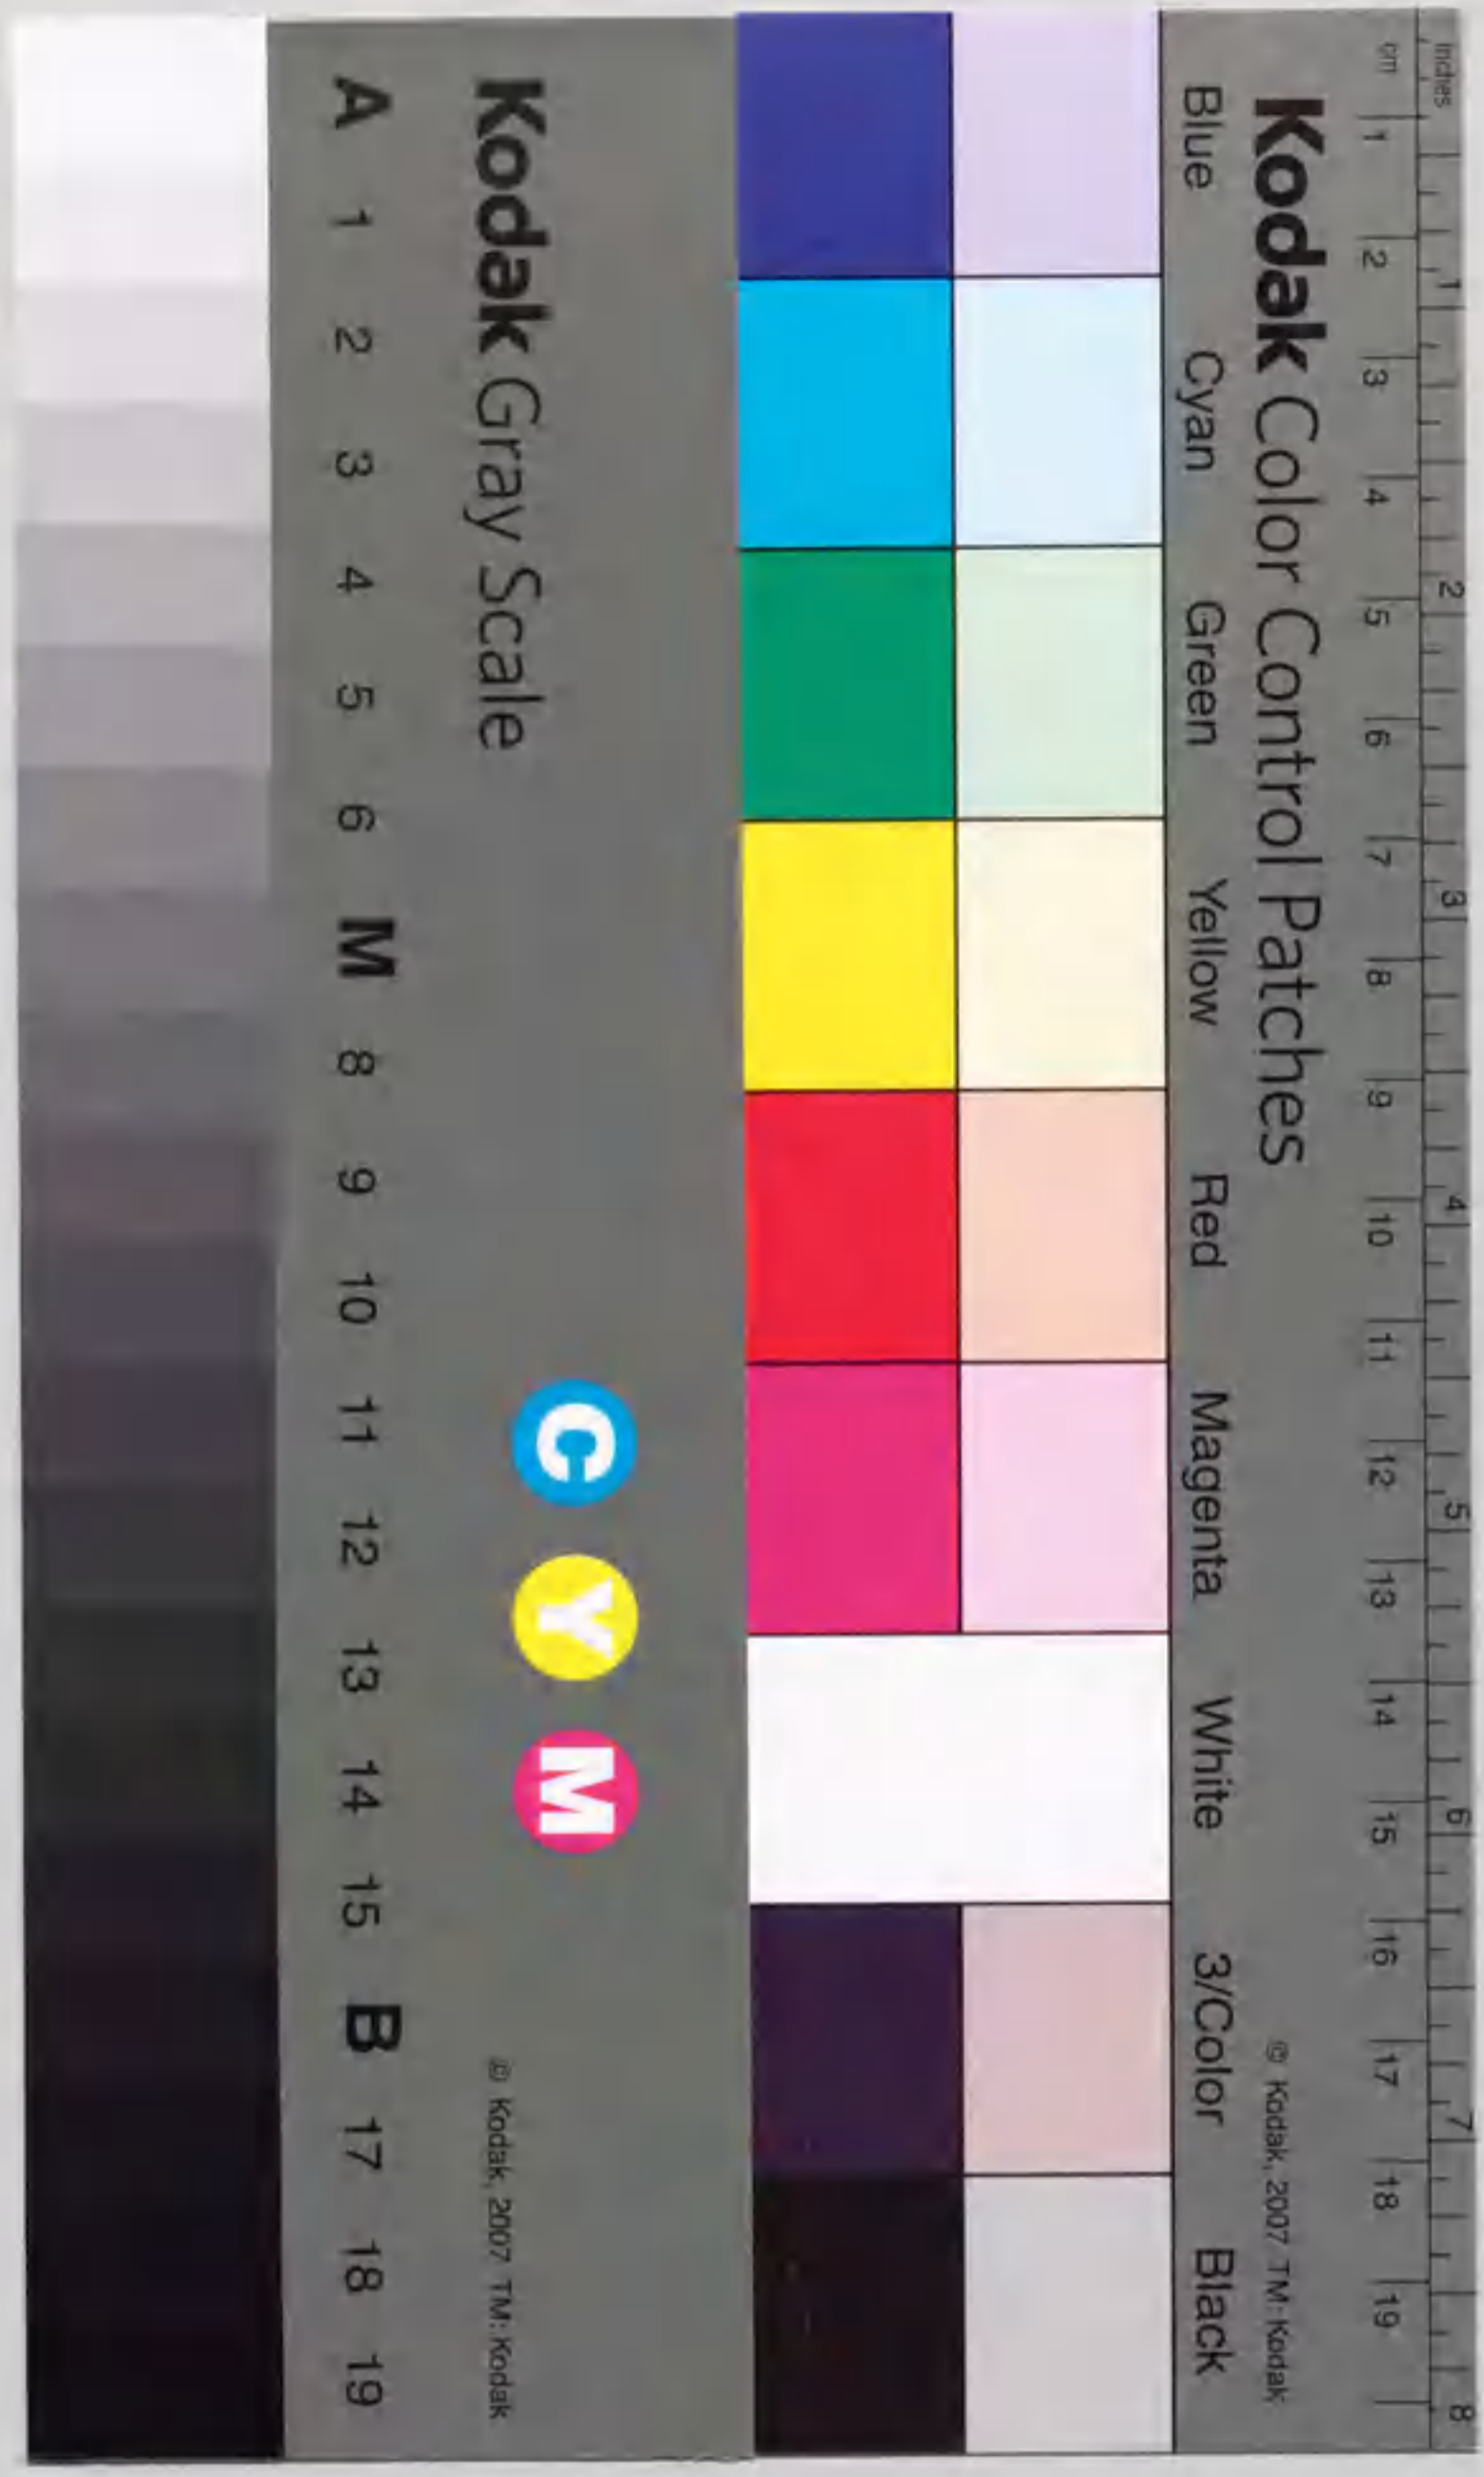 inches 1 2 3 4 5 6 7 8
cm 1 2 3 4 5 6 7 8 9 10 11 12 13 14 15 16 17 18 19
Kodak Color Control Patches
© Kodak, 2007 TM: Kodak
Blue Cyan Green Yellow Red Magenta White 3/Color Black
C Y M
Kodak Gray Scale
© Kodak, 2007 TM: Kodak
A 1 2 3 4 5 6 M 8 9 10 11 12 13 14 15 B 17 18 19